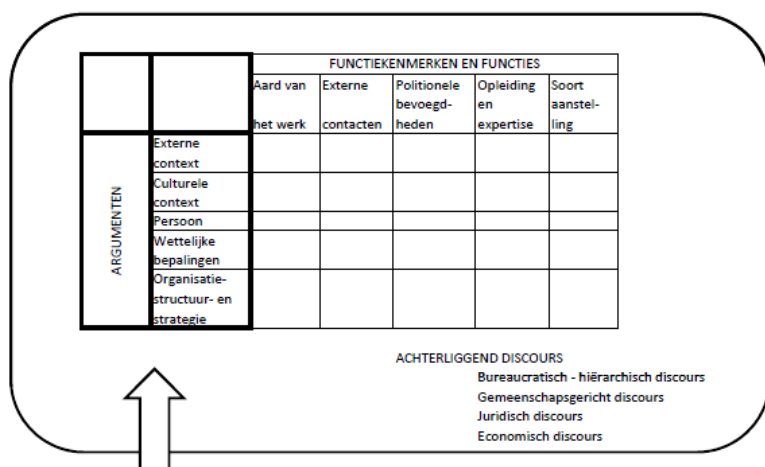 FUNCTIEKENMERKEN EN FUNCTIES
Aard van
het werk
Externe
contacten
Politionele
bevoegd-
heden
Opleiding
en
expertise
Soort
aanstel-
ling
ARGUMENTEN
Externe
context
Culturele
context
Persoon
Wettelijke
bepalingen
Organisatie-
structuur- en
strategie
ACHTERLIGGEND DISCOURS
Bureaucratisch - hiërarchisch discours
Gemeenschapsgericht discours
Juridisch discours
Economisch discours